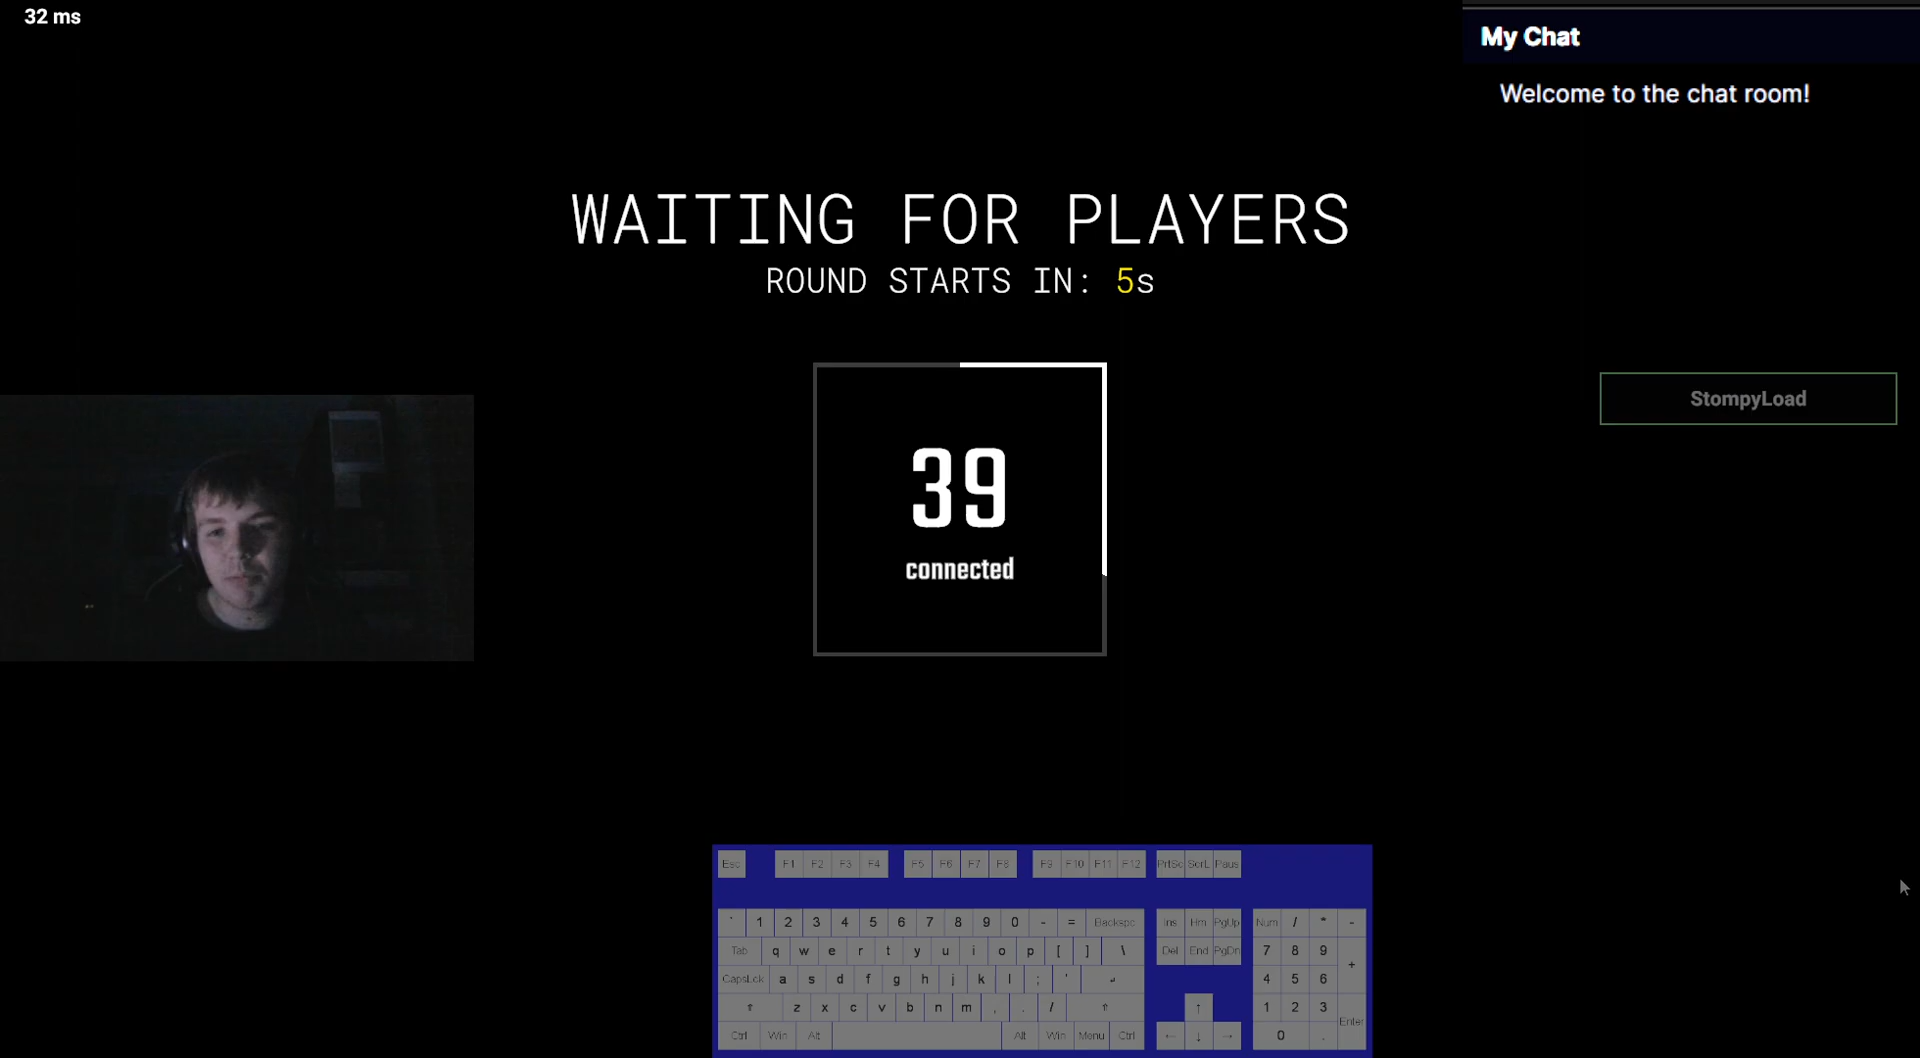 32 ms
My Chat
Welcome to the chat room!
WAITING FOR PLAYERS
ROUND STARTS IN: 5s
39
connected
StompyLoad
Esc F1 F2 F3 F4 F5 F6 F7 F8 F9 F10 F11 F12 PrtSc ScrL Paus
` 1 2 3 4 5 6 7 8 9 0 - = Backspc Ins Hm PgUp Num / * -
Tab q w e r t y u i o p [ ] \ Del End PgDn 7 8 9 +
CapsLck a s d f g h j k l ; ' ↵ 4 5 6
⇧ z x c v b n m , . / ⇧ ↑ 1 2 3 Enter
Ctrl Win Alt Alt Win Menu Ctrl ← ↓ → 0 .